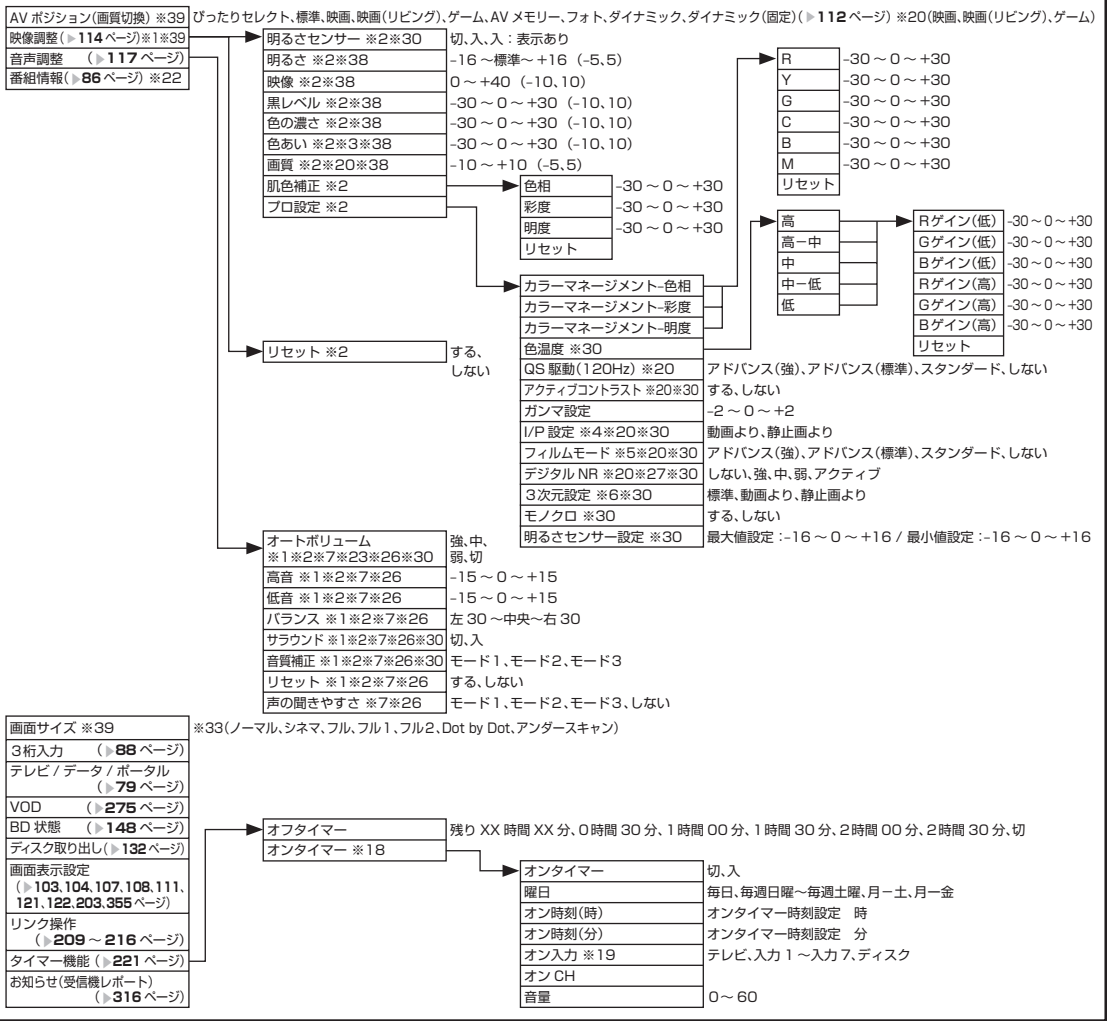 AV ポジション(画質切換) ※39 ぴったりセレクト、標準、映画、映画(リビング)、ゲーム、AV メモリー、フォト、ダイナミック、ダイナミック(固定)(▶112ページ) ※20(映画、映画(リビング)、ゲーム)
映像調整(▶114ページ)※1※39
音声調整 (▶117ページ)
番組情報(▶86ページ) ※22
明るさセンサー ※2※30 切、入、入：表示あり
明るさ ※2※38 –16～標準～+16 (–5、5)
映像 ※2※38 0～+40 (–10、10)
黒レベル ※2※38 –30～0～+30 (–10、10)
色の濃さ ※2※38 –30～0～+30 (–10、10)
色あい ※2※3※38 –30～0～+30 (–10、10)
画質 ※2※20※38 –10～+10 (–5、5)
肌色補正 ※2
プロ設定 ※2
色相 –30～0～+30
彩度 –30～0～+30
明度 –30～0～+30
リセット
R –30～0～+30
Y –30～0～+30
G –30～0～+30
C –30～0～+30
B –30～0～+30
M –30～0～+30
リセット
高
高－中
中
中－低
低
Rゲイン(低) –30～0～+30
Gゲイン(低) –30～0～+30
Bゲイン(低) –30～0～+30
Rゲイン(高) –30～0～+30
Gゲイン(高) –30～0～+30
Bゲイン(高) –30～0～+30
リセット
カラーマネージメント–色相
カラーマネージメント–彩度
カラーマネージメント–明度
色温度 ※30
QS 駆動(120Hz) ※20 アドバンス(強)、アドバンス(標準)、スタンダード、しない
アクティブコントラスト ※20※30 する、しない
ガンマ設定 –2～0～+2
I/P 設定 ※4※20※30 動画より、静止画より
フィルムモード ※5※20※30 アドバンス(強)、アドバンス(標準)、スタンダード、しない
デジタル NR ※20※27※30 しない、強、中、弱、アクティブ
3次元設定 ※6※30 標準、動画より、静止画より
モノクロ ※30 する、しない
明るさセンサー設定 ※30 最大値設定：–16～0～+16 / 最小値設定：–16～0～+16
リセット ※2 する、
しない
オートボリューム 強、中、
※1※2※7※23※26※30 弱、切
高音 ※1※2※7※26 –15～0～+15
低音 ※1※2※7※26 –15～0～+15
バランス ※1※2※7※26 左 30～中央～右 30
サラウンド ※1※2※7※26※30 切、入
音質補正 ※1※2※7※26※30 モード1、モード2、モード3
リセット ※1※2※7※26 する、しない
声の聞きやすさ ※7※26 モード1、モード2、モード3、しない
画面サイズ ※39 ※33(ノーマル、シネマ、フル、フル1、フル2、Dot by Dot、アンダースキャン)
3桁入力 (▶88ページ)
テレビ / データ / ポータル
(▶79ページ)
VOD (▶275ページ)
BD 状態 (▶148ページ)
ディスク取り出し(▶132ページ)
画面表示設定
(▶103、104、107、108、111、
121、122、203、355ページ)
リンク操作
(▶209～216ページ)
タイマー機能 (▶221ページ)
お知らせ(受信機レポート)
(▶316ページ)
オフタイマー 残り XX 時間 XX 分、0時間 30 分、1時間 00 分、1時間 30 分、2時間 00 分、2時間 30 分、切
オンタイマー ※18
オンタイマー 切、入
曜日 毎日、毎週日曜～毎週土曜、月－土、月－金
オン時刻(時) オンタイマー時刻設定　時
オン時刻(分) オンタイマー時刻設定　分
オン入力 ※19 テレビ、入力 1～入力 7、ディスク
オン CH
音量 0～60